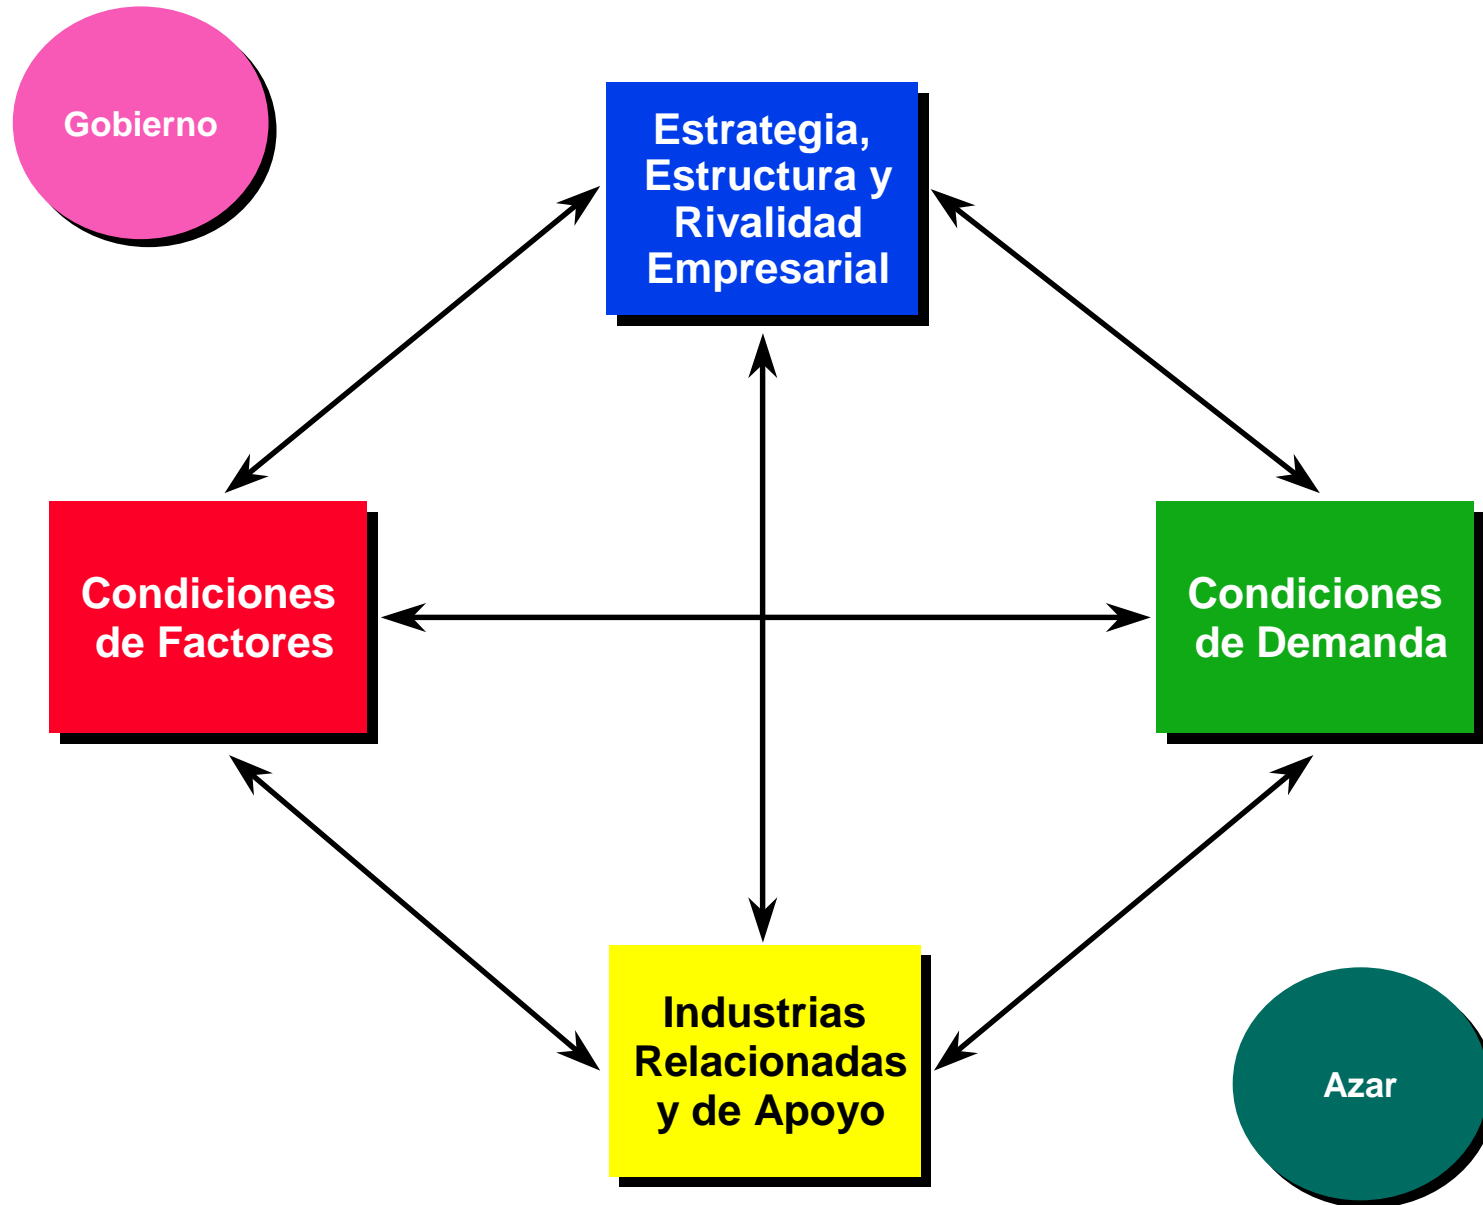 Gobierno
Estrategia,
Estructura y
Rivalidad
Empresarial
Condiciones
de Factores
Condiciones
de Demanda
Industrias
Relacionadas
y de Apoyo
Azar